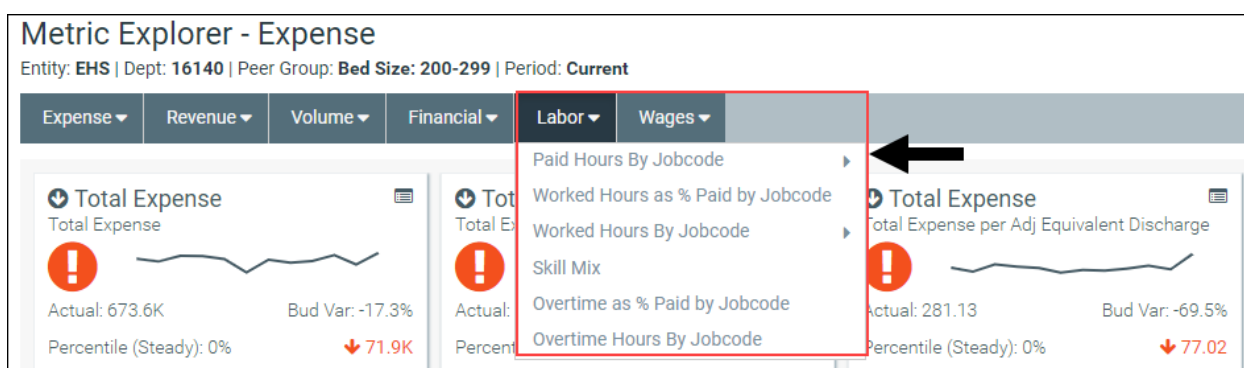 Metric Explorer - Expense
Entity: EHS | Dept: 16140 | Peer Group: Bed Size: 200-299 | Period: Current
Expense Revenue Volume Financial Labor Wages
Paid Hours By Jobcode
Worked Hours as % Paid by Jobcode
Worked Hours By Jobcode
Skill Mix
Overtime as % Paid by Jobcode
Overtime Hours By Jobcode
Total Expense
Total Expense
Actual: 673.6K Bud Var: -17.3%
Percentile (Steady): 0% 71.9K
Actual:
Total Expense
Total Expense per Adj Equivalent Discharge
Actual: 281.13 Bud Var: -69.5%
Percentile (Steady): 0% 77.02